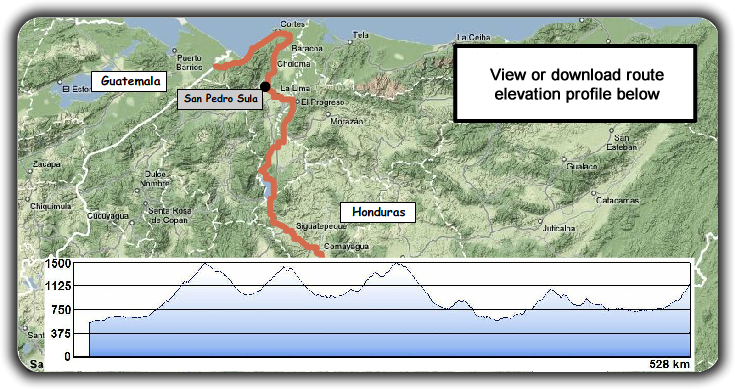 Cortes
Tela
La Ceiba
Puerto
Barrios
Baracoa
Choloma
View or download route
elevation profile below
Guatemala
El Estor
San Pedro Sula
La Lima
El Progreso
Morazán
San
Esteban
Zacapa
Gualaco
Dulce
Nombre
Catacamas
Chiquimula
Cucuyagua
Santa Rosa
de Copan
Honduras
Siguatepeque
Juticalpa
Comayagua
1500
1125
750
375
0
528 km